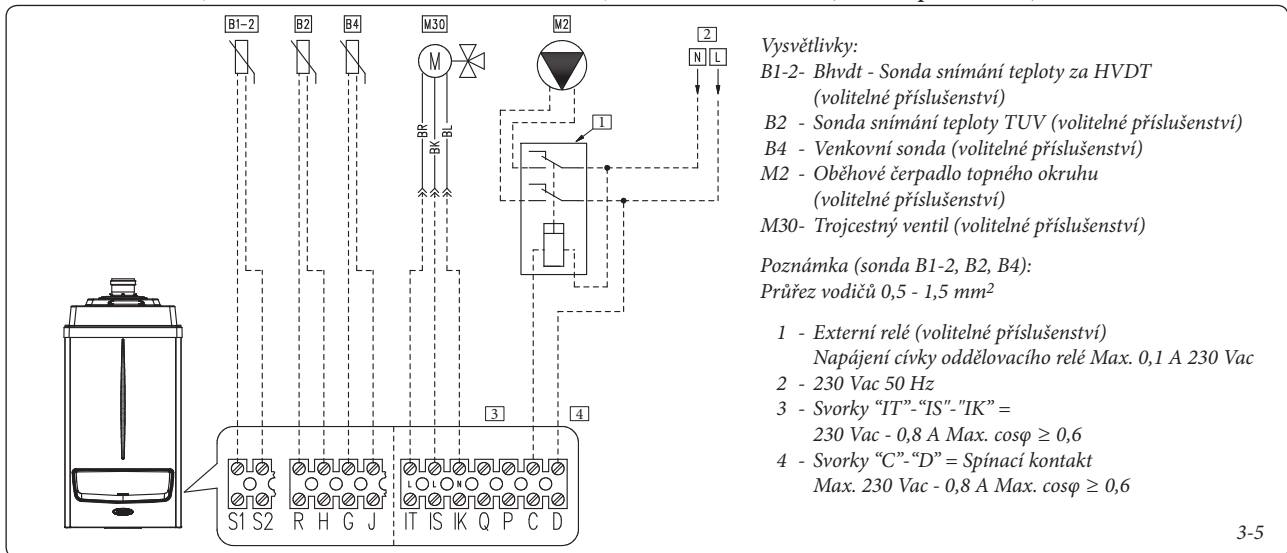 B1-2 B2 B4 M30 M2 2
N L
M
1
BR BK BL
3 4
L L N
S1 S2 R H G J IT IS IK Q P C D
Vysvětlivky:
B1-2- Bhvdt - Sonda snímání teploty za HVDT
(volitelné příslušenství)
B2 - Sonda snímání teploty TUV (volitelné příslušenství)
B4 - Venkovní sonda (volitelné příslušenství)
M2 - Oběhové čerpadlo topného okruhu
(volitelné příslušenství)
M30- Trojcestný ventil (volitelné příslušenství)
Poznámka (sonda B1-2, B2, B4):
Průřez vodičů 0,5 - 1,5 mm²
1 - Externí relé (volitelné příslušenství)
Napájení cívky oddělovacího relé Max. 0,1 A 230 Vac
2 - 230 Vac 50 Hz
3 - Svorky “IT”-“IS"-"IK” =
230 Vac - 0,8 A Max. cosφ ≥ 0,6
4 - Svorky “C”-“D” = Spínací kontakt
Max. 230 Vac - 0,8 A Max. cosφ ≥ 0,6
3-5